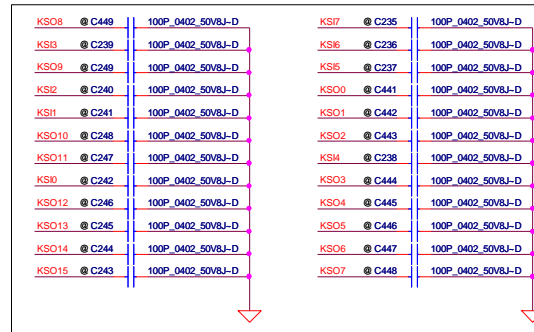 KSO8 @ C449 100P_0402_50V8J~D KSI7 @ C235 100P_0402_50V8J~D
KSI3 @ C239 100P_0402_50V8J~D KSI6 @ C236 100P_0402_50V8J~D
KSO9 @ C249 100P_0402_50V8J~D KSI5 @ C237 100P_0402_50V8J~D
KSI2 @ C240 100P_0402_50V8J~D KSO0 @ C441 100P_0402_50V8J~D
KSI1 @ C241 100P_0402_50V8J~D KSO1 @ C442 100P_0402_50V8J~D
KSO10 @ C248 100P_0402_50V8J~D KSO2 @ C443 100P_0402_50V8J~D
KSO11 @ C247 100P_0402_50V8J~D KSI4 @ C238 100P_0402_50V8J~D
KSI0 @ C242 100P_0402_50V8J~D KSO3 @ C444 100P_0402_50V8J~D
KSO12 @ C246 100P_0402_50V8J~D KSO4 @ C445 100P_0402_50V8J~D
KSO13 @ C245 100P_0402_50V8J~D KSO5 @ C446 100P_0402_50V8J~D
KSO14 @ C244 100P_0402_50V8J~D KSO6 @ C447 100P_0402_50V8J~D
KSO15 @ C243 100P_0402_50V8J~D KSO7 @ C448 100P_0402_50V8J~D